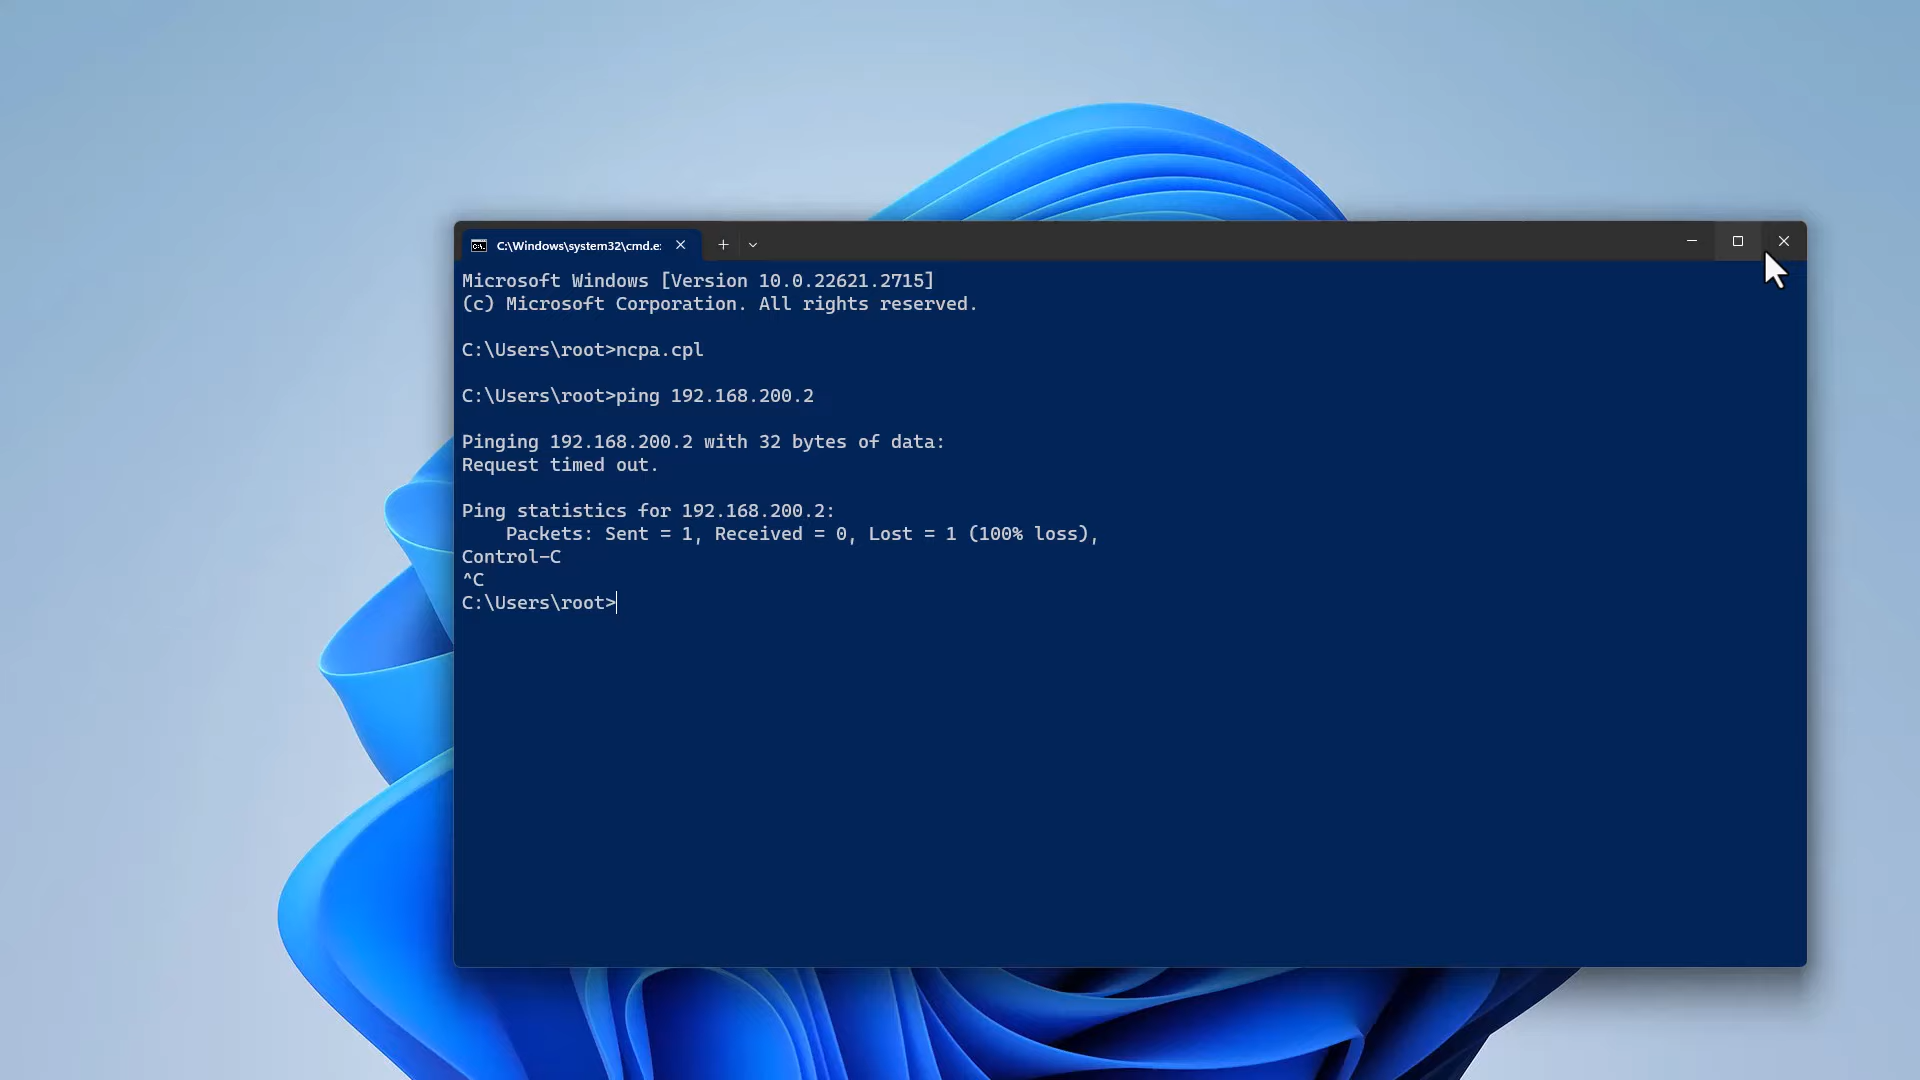 C:\Windows\system32\cmd.e:
Microsoft Windows [Version 10.0.22621.2715]
(c) Microsoft Corporation. All rights reserved.
C:\Users\root>ncpa.cpl
C:\Users\root>ping 192.168.200.2
Pinging 192.168.200.2 with 32 bytes of data:
Request timed out.
Ping statistics for 192.168.200.2:
    Packets: Sent = 1, Received = 0, Lost = 1 (100% loss),
Control-C
^C
C:\Users\root>